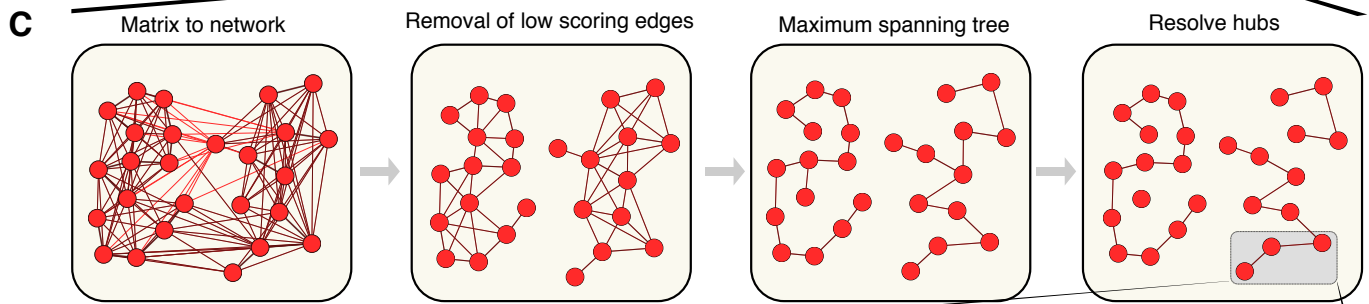 C
Matrix to network
Removal of low scoring edges
Maximum spanning tree
Resolve hubs